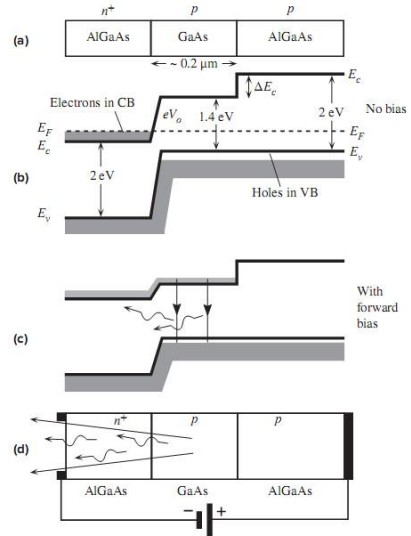 n+ p p
(a) AlGaAs GaAs AlGaAs
~ 0.2 μm
Ec
ΔEc
Electrons in CB
eVo 1.4 eV 2 eV No bias
EF EF
Ec Ev
2 eV
(b) Holes in VB
Ev
With
forward
bias
(c)
n+ p p
(d)
AlGaAs GaAs AlGaAs
− +